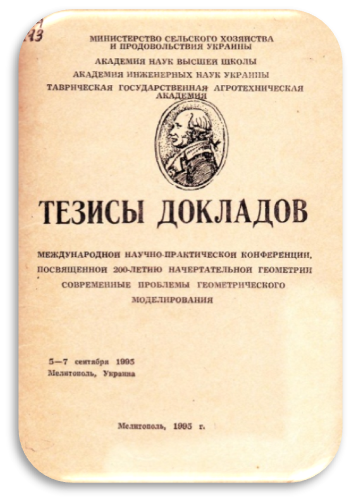 МИНИСТЕРСТВО СЕЛЬСКОГО ХОЗЯЙСТВА
И ПРОДОВОЛЬСТВИЯ УКРАИНЫ
АКАДЕМИЯ НАУК ВЫСШЕЙ ШКОЛЫ
АКАДЕМИЯ ИНЖЕНЕРНЫХ НАУК УКРАИНЫ
ТАВРИЧЕСКАЯ ГОСУДАРСТВЕННАЯ АГРОТЕХНИЧЕСКАЯ
АКАДЕМИЯ
ТЕЗИСЫ ДОКЛАДОВ
МЕЖДУНАРОДНОЙ НАУЧНО-ПРАКТИЧЕСКОЙ КОНФЕРЕНЦИИ,
ПОСВЯЩЕННОЙ 200-ЛЕТИЮ НАЧЕРТАТЕЛЬНОЙ ГЕОМЕТРИИ
СОВРЕМЕННЫЕ ПРОБЛЕМЫ ГЕОМЕТРИЧЕСКОГО
МОДЕЛИРОВАНИЯ
5—7 сентября 1995
Мелитополь, Украина
Мелитополь, 1995 г.